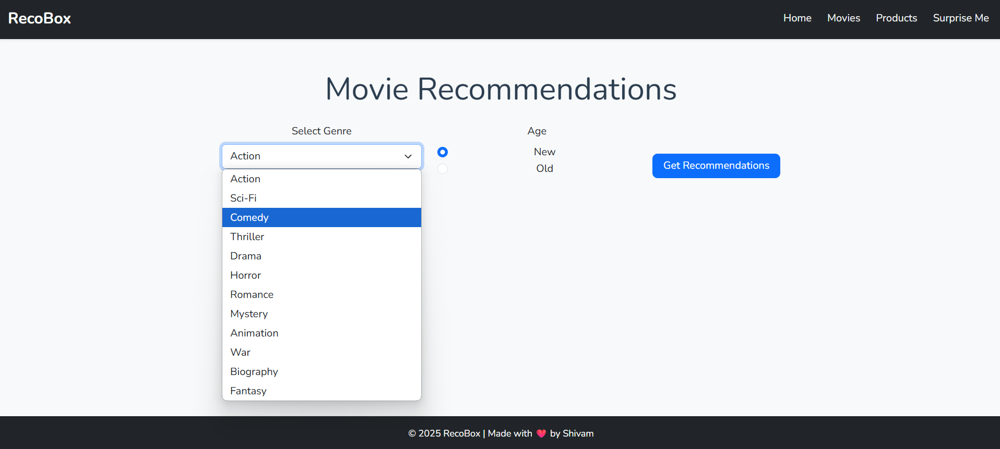 RecoBox
Home Movies Products Surprise Me
Movie Recommendations
Select Genre
Action
Action
Sci-Fi
Comedy
Thriller
Drama
Horror
Romance
Mystery
Animation
War
Biography
Fantasy
Age
New
Old
Get Recommendations
© 2025 RecoBox | Made with ❤️ by Shivam